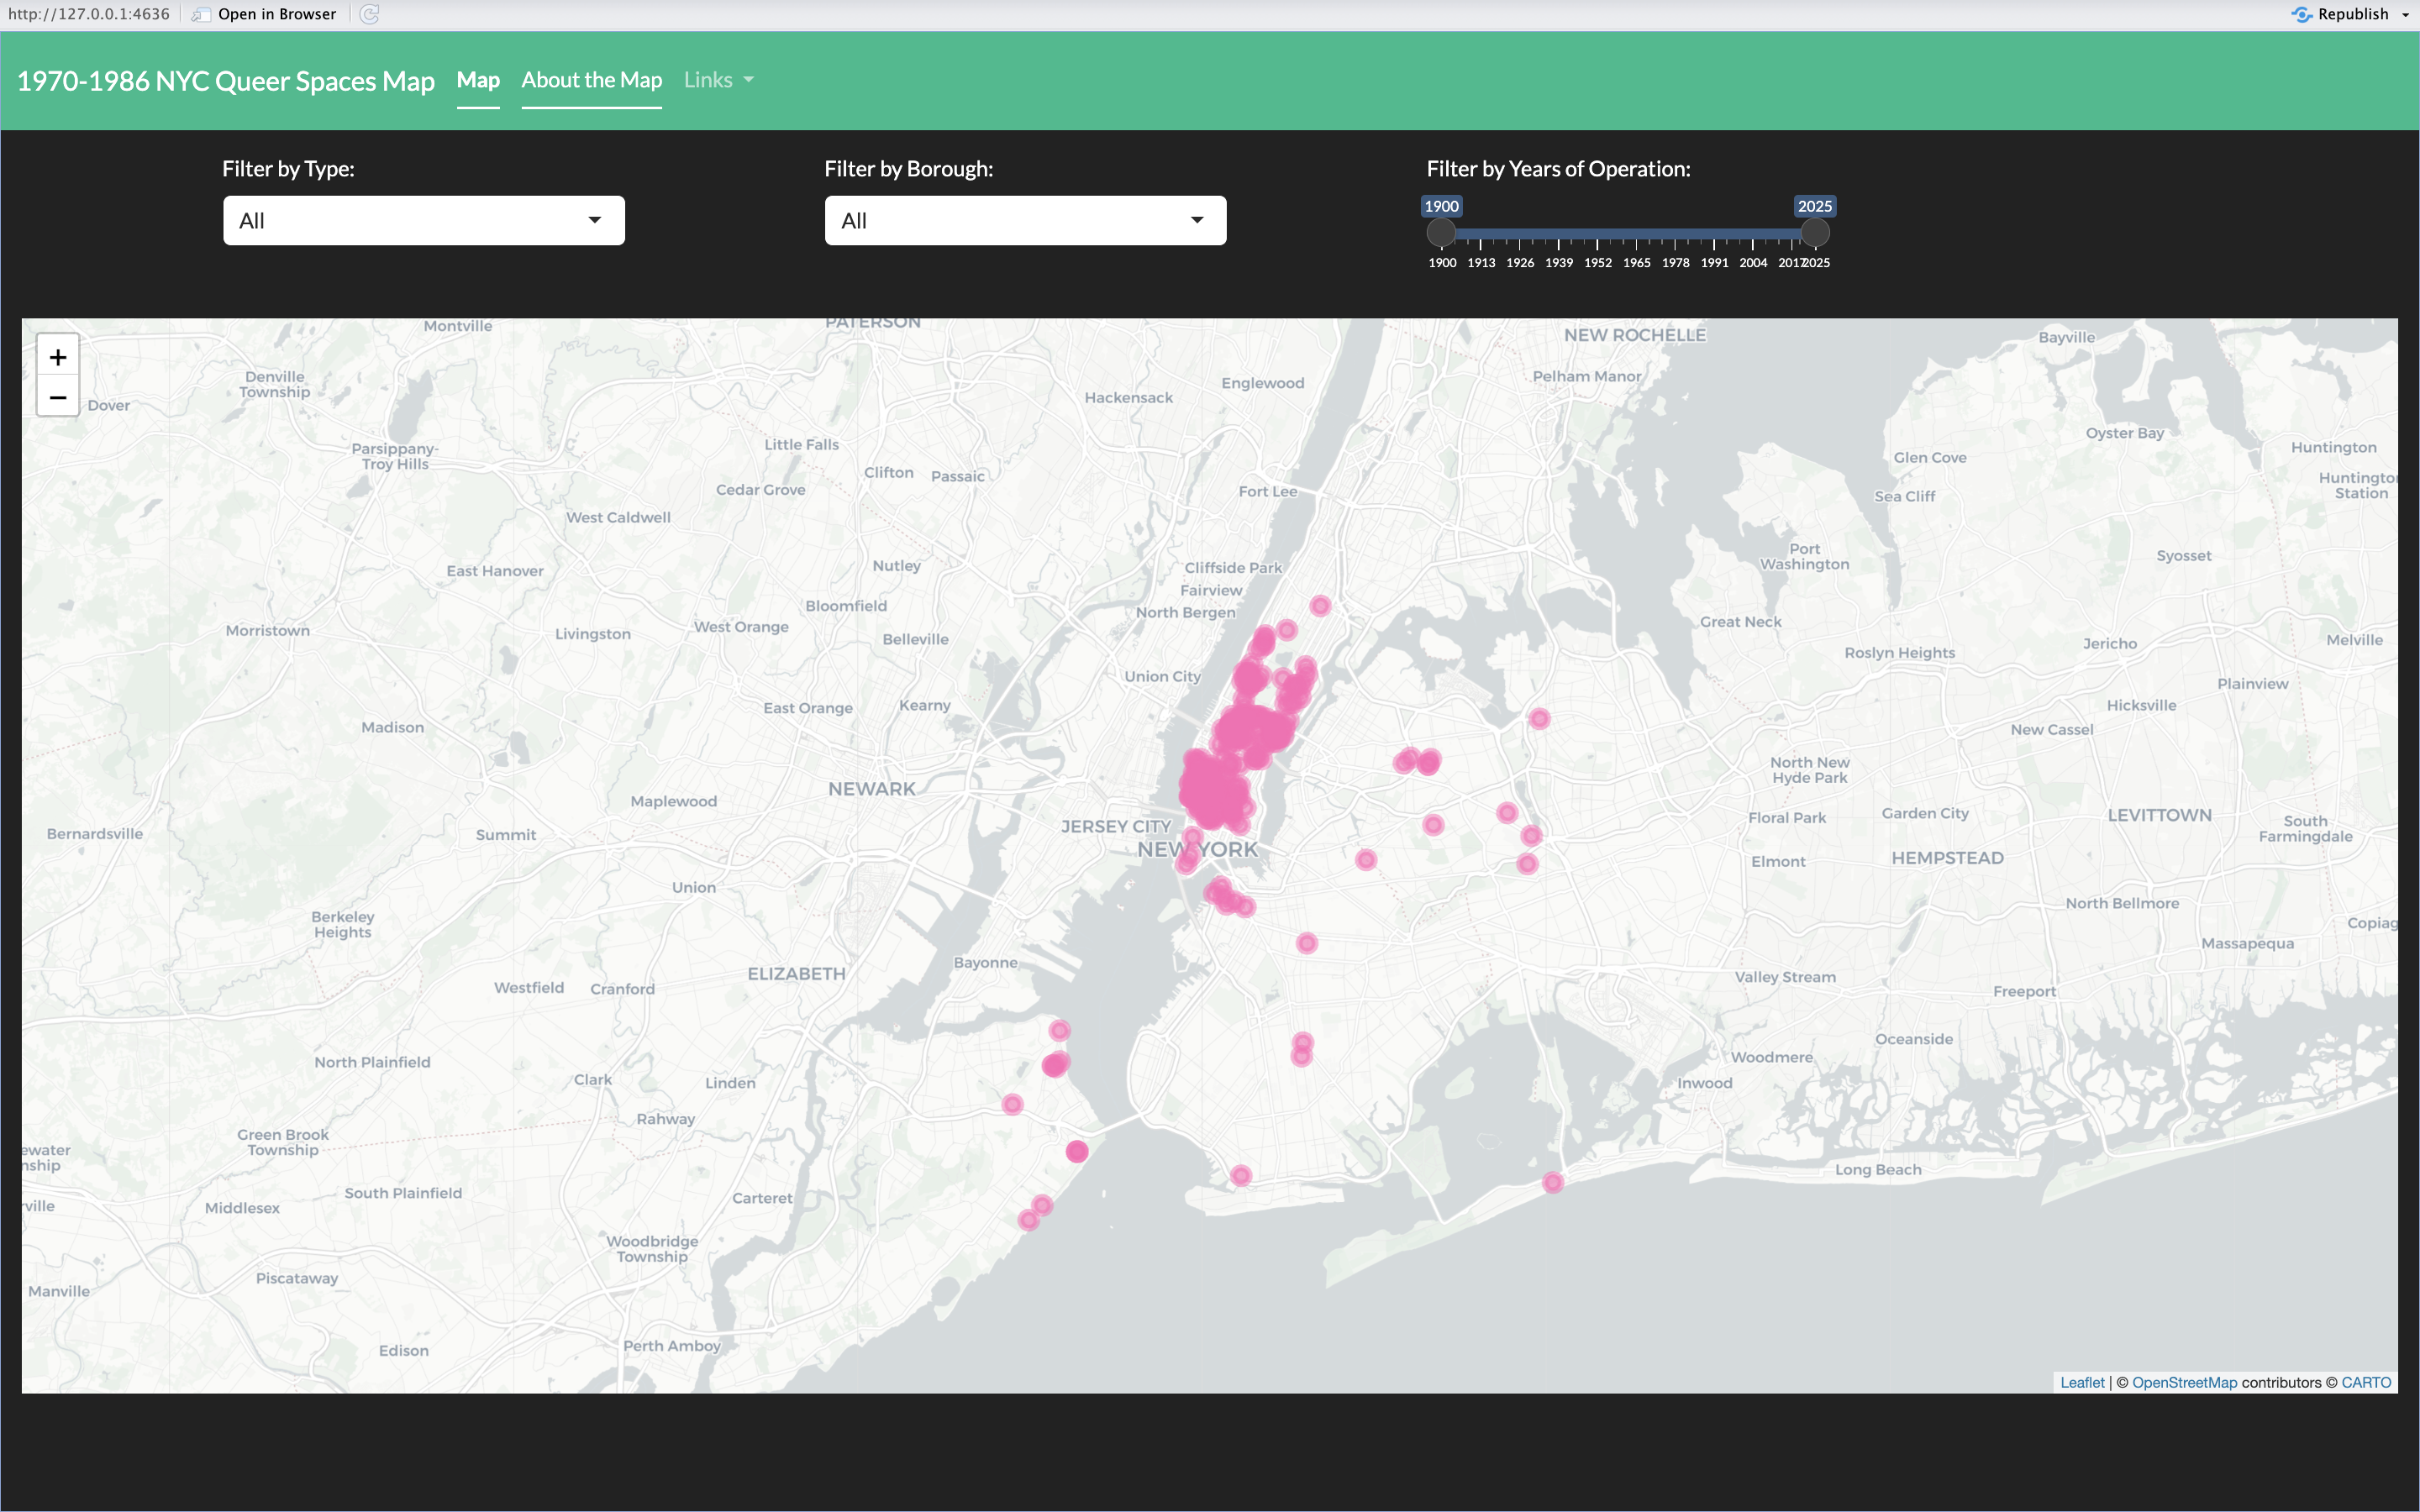 http://127.0.0.1:4636
Open in Browser
Republish
1970-1986 NYC Queer Spaces Map
Map
About the Map
Links
Filter by Type:
All
Filter by Borough:
All
Filter by Years of Operation:
1900
2025
1900 1913 1926 1939 1952 1965 1978 1991 2004 2017 2025
+
−
Montville
PATERSON
NEW ROCHELLE
Bayville
Denville
Township
Dover
Hackensack
Englewood
Pelham Manor
Parsippany-
Troy Hills
Little Falls
Clifton
Passaic
Cedar Grove
Fort Lee
West Caldwell
Oyster Bay
Huntington
Glen Cove
Sea Cliff
Huntington
Station
Port
Washington
Syosset
East Hanover
Nutley
Cliffside Park
Fairview
North Bergen
Bloomfield
Morristown
Livingston
West Orange
Belleville
Great Neck
Roslyn Heights
Jericho
Melville
Union City
Plainview
Madison
East Orange
Kearny
Hicksville
New Cassel
NEWARK
Maplewood
North New
Hyde Park
Bernardsville
Summit
JERSEY CITY
NEW YORK
Floral Park
Garden City
LEVITTOWN
South
Farmingdale
Elmont
HEMPSTEAD
Union
Berkeley
Heights
North Bellmore
Copiag
Massapequa
Bayonne
ELIZABETH
Westfield
Cranford
Valley Stream
Freeport
North Plainfield
Clark
Linden
Oceanside
Woodmere
Inwood
Rahway
Green Brook
Township
ewater
nship
Long Beach
South Plainfield
Carteret
rville
Middlesex
Woodbridge
Township
Piscataway
Manville
Edison
Perth Amboy
Leaflet | © OpenStreetMap contributors © CARTO